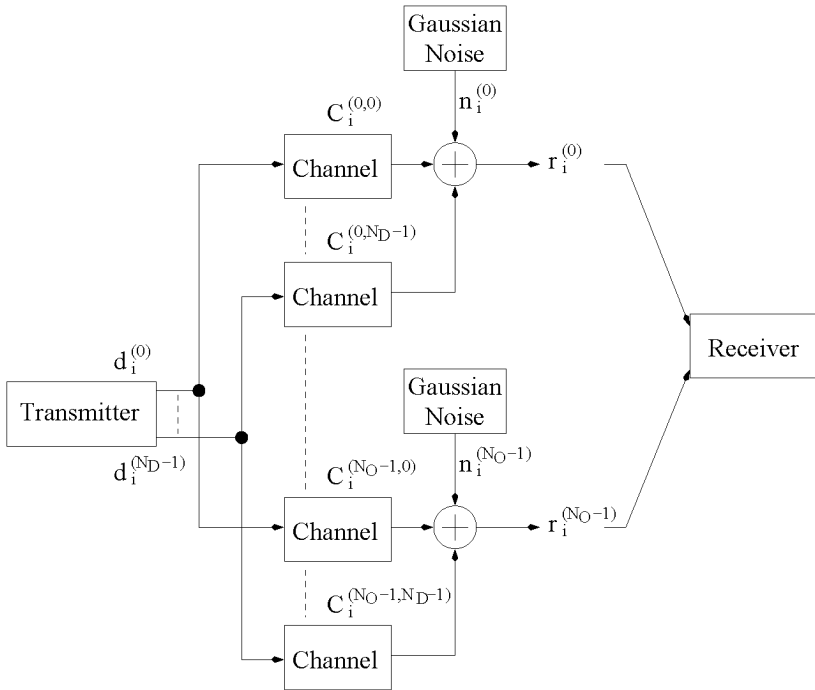 Gaussian
Noise
n_i^(0)
C_i^(0,0)
Channel
r_i^(0)
C_i^(0,N_D−1)
Channel
d_i^(0)
Transmitter
d_i^(N_D−1)
Receiver
Gaussian
Noise
n_i^(N_O−1)
C_i^(N_O−1,0)
Channel
r_i^(N_O−1)
C_i^(N_O−1,N_D−1)
Channel